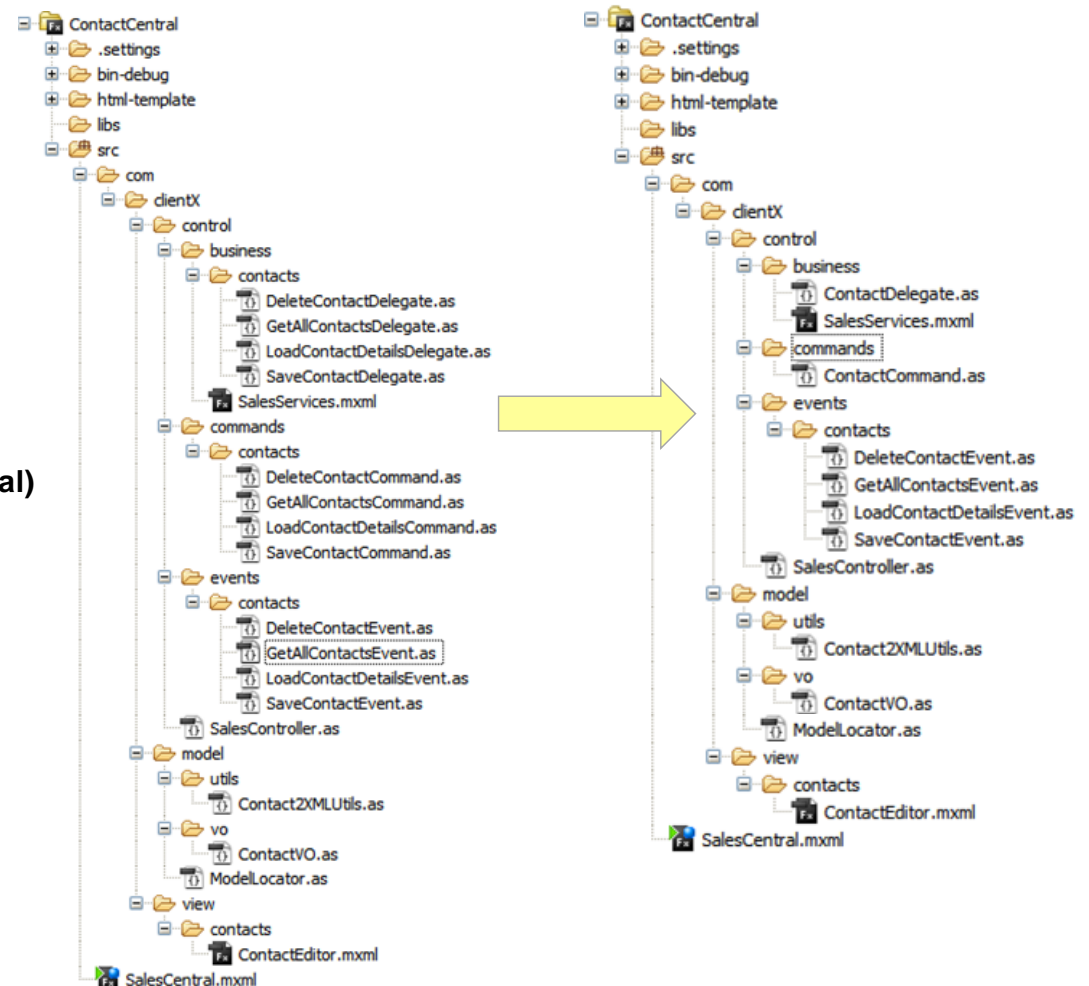 ContactCentral
.settings
bin-debug
html-template
libs
src
com
clientX
control
business
contacts
DeleteContactDelegate.as
GetAllContactsDelegate.as
LoadContactDetailsDelegate.as
SaveContactDelegate.as
SalesServices.mxml
commands
contacts
DeleteContactCommand.as
GetAllContactsCommand.as
LoadContactDetailsCommand.as
SaveContactCommand.as
events
contacts
DeleteContactEvent.as
GetAllContactsEvent.as
LoadContactDetailsEvent.as
SaveContactEvent.as
SalesController.as
model
utils
Contact2XMLUtils.as
vo
ContactVO.as
ModelLocator.as
view
contacts
ContactEditor.mxml
SalesCentral.mxml
al)
ContactCentral
.settings
bin-debug
html-template
libs
src
com
clientX
control
business
ContactDelegate.as
SalesServices.mxml
commands
ContactCommand.as
events
contacts
DeleteContactEvent.as
GetAllContactsEvent.as
LoadContactDetailsEvent.as
SaveContactEvent.as
SalesController.as
model
utils
Contact2XMLUtils.as
vo
ContactVO.as
ModelLocator.as
view
contacts
ContactEditor.mxml
SalesCentral.mxml